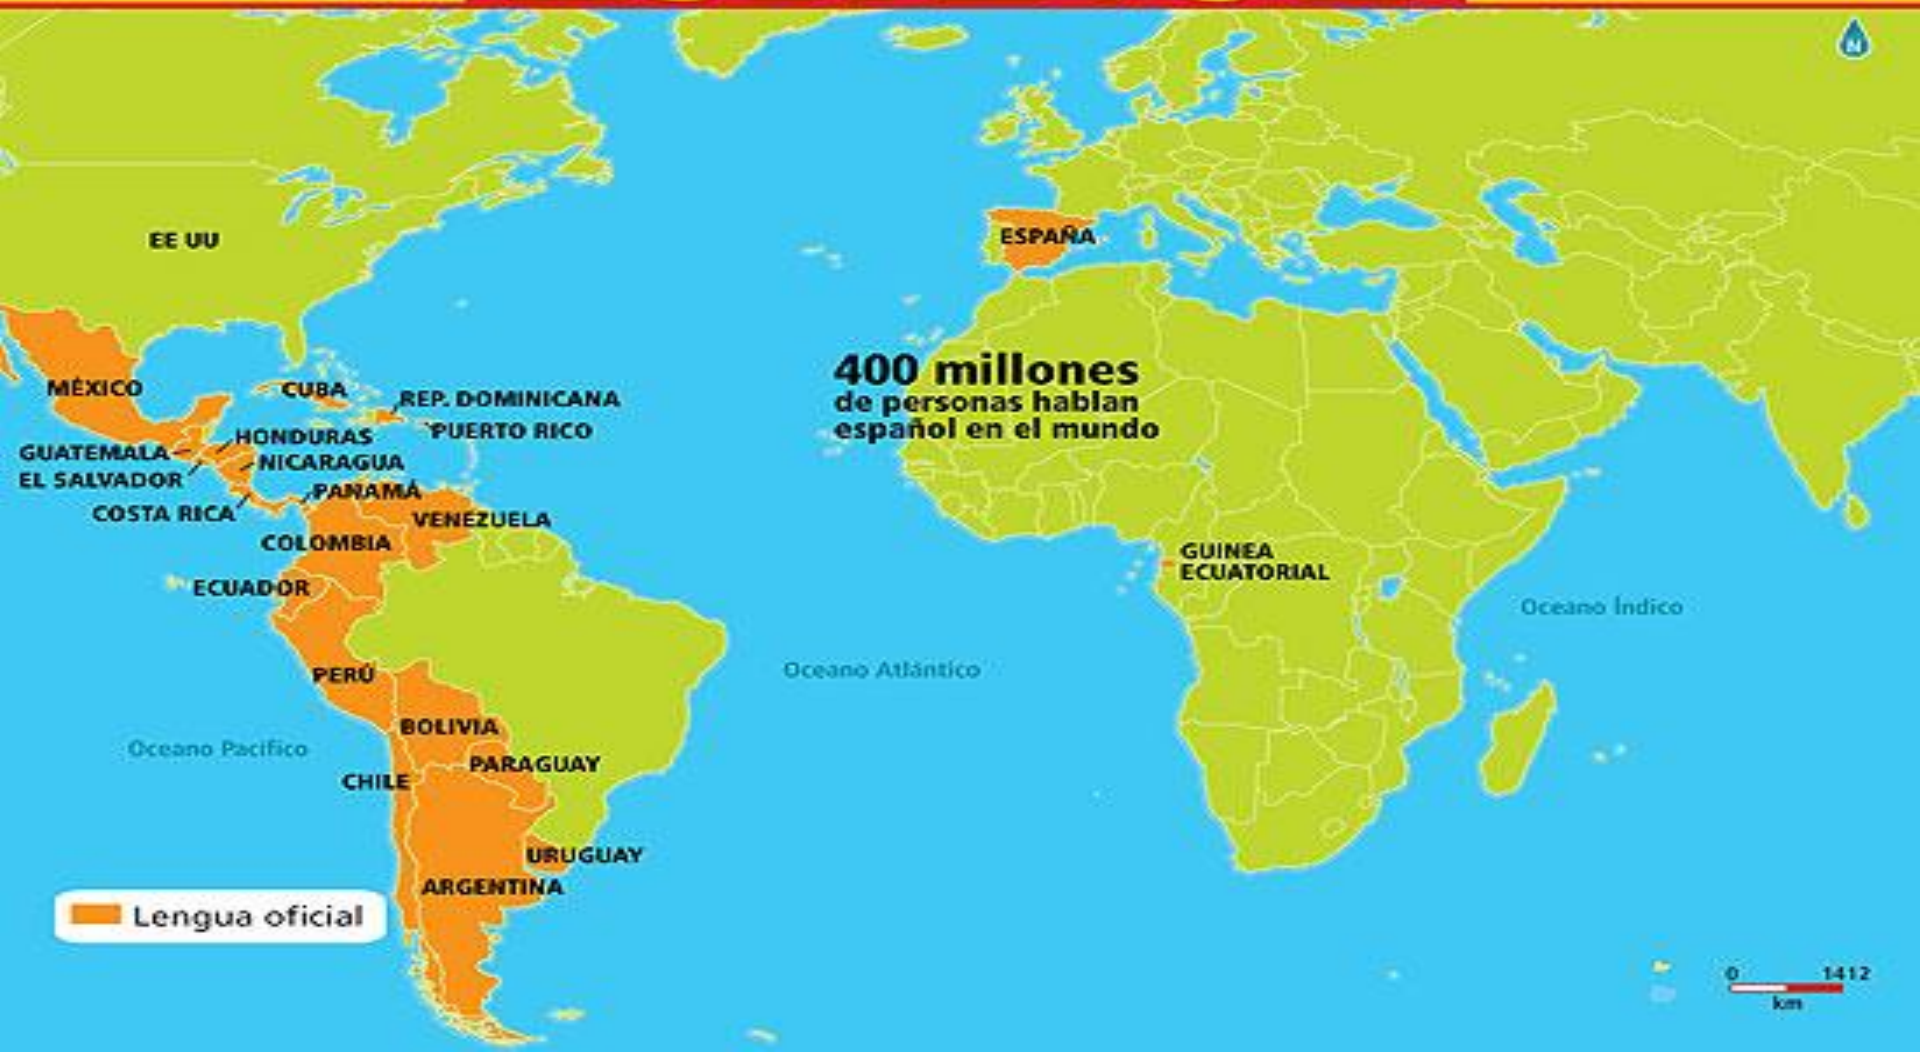 N
EE UU
ESPAÑA
400 millones
de personas hablan
español en el mundo
MÉXICO
CUBA
REP. DOMINICANA
PUERTO RICO
HONDURAS
GUATEMALA
NICARAGUA
EL SALVADOR
PANAMÁ
COSTA RICA
VENEZUELA
COLOMBIA
GUINEA
ECUATORIAL
ECUADOR
Oceano Índico
Oceano Atlántico
PERÚ
BOLIVIA
Oceano Pacífico
PARAGUAY
CHILE
URUGUAY
ARGENTINA
Lengua oficial
0 1412
km